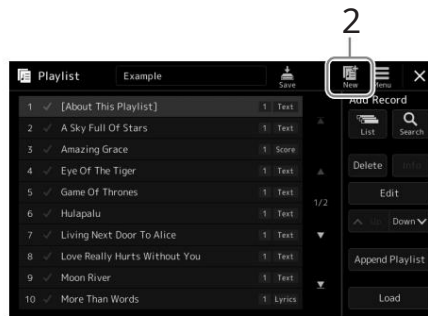 2
Playlist Example Save New Menu
Add Record
1 [About This Playlist] 1 Text
2 A Sky Full Of Stars 1 Text
List Search
3 Amazing Grace 1 Score
4 Eye Of The Tiger 1 Text
Delete Info
5 Game Of Thrones 1 Text
Edit
1/2
6 Hulapalu 1 Text
Down
7 Living Next Door To Alice 1 Text
8 Love Really Hurts Without You 1 Text
Append Playlist
9 Moon River 1 Text
10 More Than Words 1 Lyrics
Load